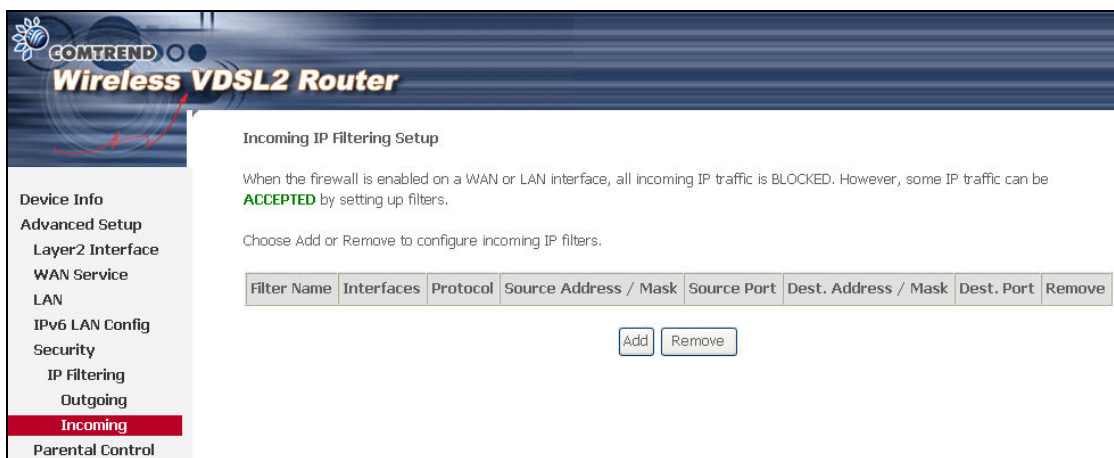 COMTREND
Wireless VDSL2 Router
Device Info
Advanced Setup
Layer2 Interface
WAN Service
LAN
IPv6 LAN Config
Security
IP Filtering
Outgoing
Incoming
Parental Control
Incoming IP Filtering Setup
When the firewall is enabled on a WAN or LAN interface, all incoming IP traffic is BLOCKED. However, some IP traffic can be
ACCEPTED by setting up filters.
Choose Add or Remove to configure incoming IP filters.
Filter Name Interfaces Protocol Source Address / Mask Source Port Dest. Address / Mask Dest. Port Remove
Add Remove